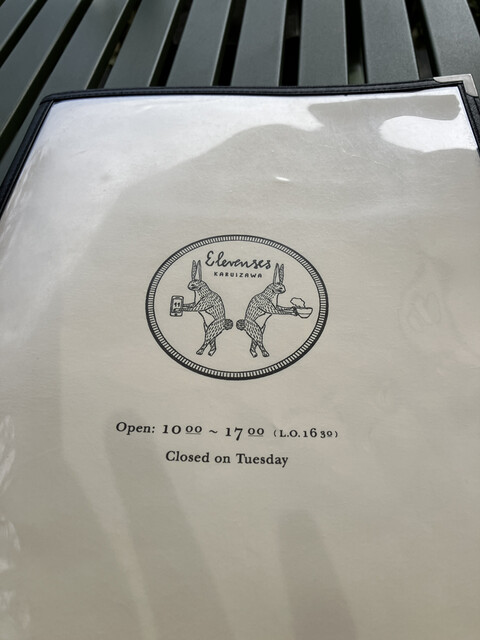 Elevenses
KARUIZAWA
Open: 10 00 ~ 17 00 (L.O.16 30)
Closed on Tuesday